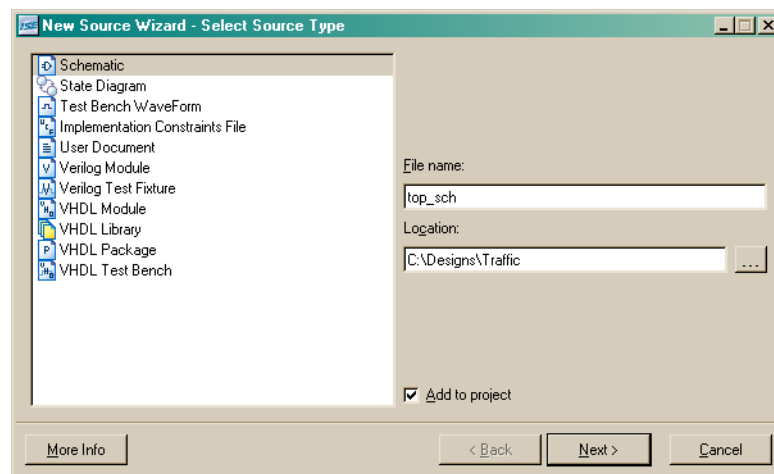 ISE New Source Wizard - Select Source Type
Schematic
State Diagram
Test Bench WaveForm
Implementation Constraints File
User Document
Verilog Module
Verilog Test Fixture
VHDL Module
VHDL Library
VHDL Package
VHDL Test Bench
File name:
top_sch
Location:
C:\Designs\Traffic
...
Add to project
More Info
< Back
Next >
Cancel